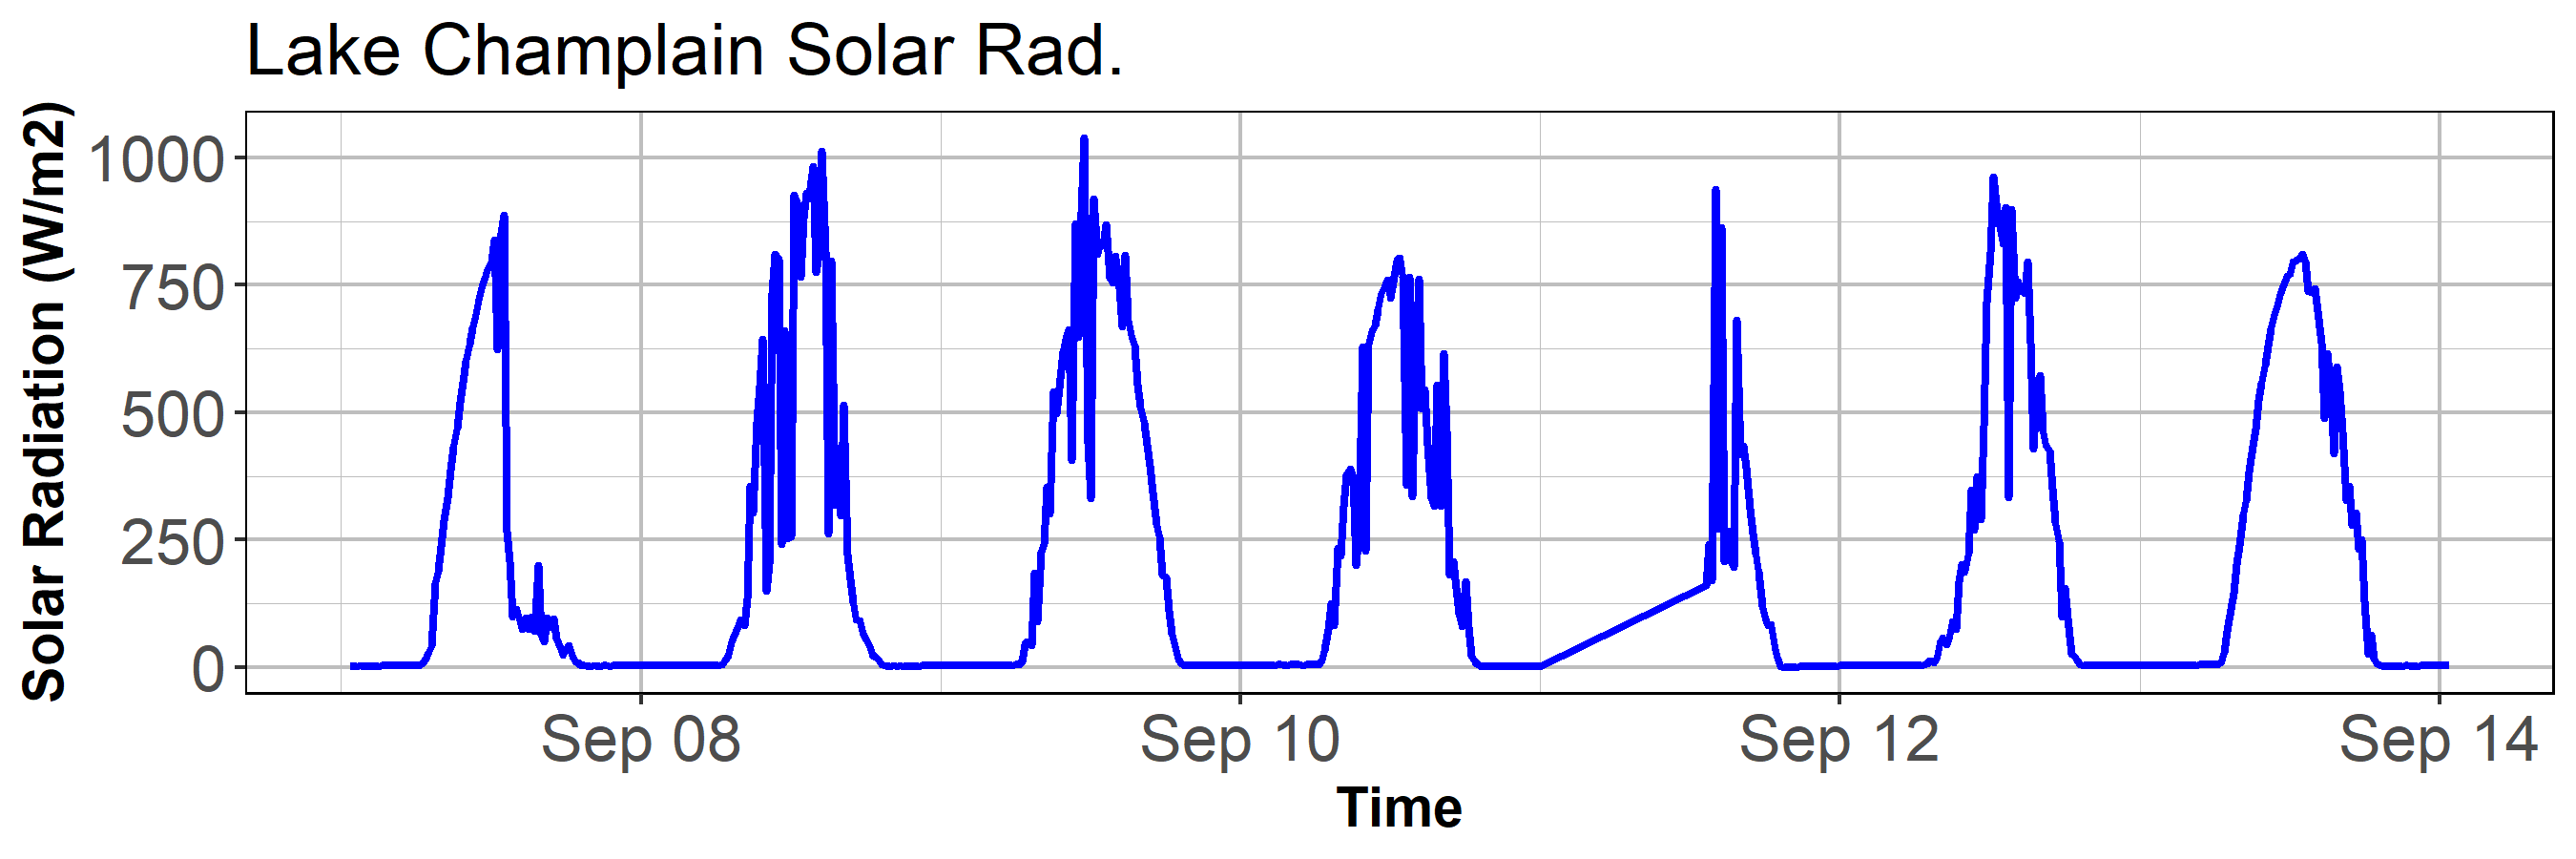 Lake Champlain Solar Rad.
Solar Radiation (W/m2)
1000
750
500
250
0
Sep 08
Sep 10
Sep 12
Sep 14
Time